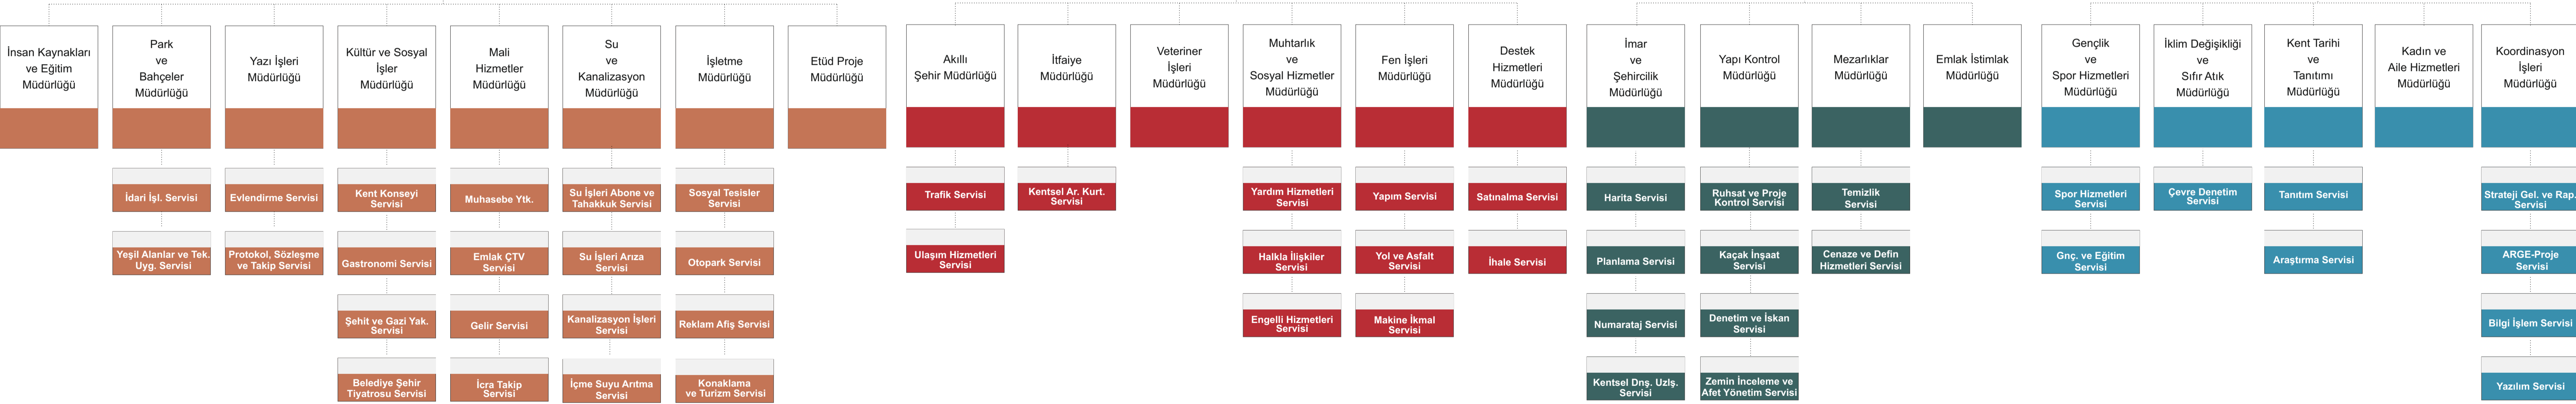 İnsan Kaynakları
ve Eğitim
Müdürlüğü
Park
ve
Bahçeler
Müdürlüğü
İdari İşl. Servisi
Yeşil Alanlar ve Tek.
Uyg. Servisi
Yazı İşleri
Müdürlüğü
Evlendirme Servisi
Protokol, Sözleşme
ve Takip Servisi
Kültür ve Sosyal
İşler
Müdürlüğü
Kent Konseyi
Servisi
Gastronomi Servisi
Şehit ve Gazi Yak.
Servisi
Belediye Şehir
Tiyatrosu Servisi
Mali
Hizmetler
Müdürlüğü
Muhasebe Ytk.
Emlak ÇTV
Servisi
Gelir Servisi
İcra Takip
Servisi
Su
ve
Kanalizasyon
Müdürlüğü
Su İşleri Abone ve
Tahakkuk Servisi
Su İşleri Arıza
Servisi
Kanalizasyon İşleri
Servisi
İçme Suyu Arıtma
Servisi
İşletme
Müdürlüğü
Sosyal Tesisler
Servisi
Otopark Servisi
Reklam Afiş Servisi
Konaklama
ve Turizm Servisi
Etüd Proje
Müdürlüğü
Akıllı
Şehir Müdürlüğü
Trafik Servisi
Ulaşım Hizmetleri
Servisi
İtfaiye
Müdürlüğü
Kentsel Ar. Kurt.
Servisi
Veteriner
İşleri
Müdürlüğü
Muhtarlık
ve
Sosyal Hizmetler
Müdürlüğü
Yardım Hizmetleri
Servisi
Halkla İlişkiler
Servisi
Engelli Hizmetleri
Servisi
Fen İşleri
Müdürlüğü
Yapım Servisi
Yol ve Asfalt
Servisi
Makine İkmal
Servisi
Destek
Hizmetleri
Müdürlüğü
Satınalma Servisi
İhale Servisi
İmar
ve
Şehircilik
Müdürlüğü
Harita Servisi
Planlama Servisi
Numarataj Servisi
Kentsel Dnş. Uzlş.
Servisi
Yapı Kontrol
Müdürlüğü
Ruhsat ve Proje
Kontrol Servisi
Kaçak İnşaat
Servisi
Denetim ve İskan
Servisi
Zemin İnceleme ve
Afet Yönetim Servisi
Mezarlıklar
Müdürlüğü
Temizlik
Servisi
Cenaze ve Defin
Hizmetleri Servisi
Emlak İstimlak
Müdürlüğü
Gençlik
ve
Spor Hizmetleri
Müdürlüğü
Spor Hizmetleri
Servisi
Gnç. ve Eğitim
Servisi
İklim Değişikliği
ve
Sıfır Atık
Müdürlüğü
Çevre Denetim
Servisi
Kent Tarihi
ve
Tanıtımı
Müdürlüğü
Tanıtım Servisi
Araştırma Servisi
Kadın ve
Aile Hizmetleri
Müdürlüğü
Koordinasyon
İşleri
Müdürlüğü
Strateji Gel. ve Rap.
Servisi
ARGE-Proje
Servisi
Bilgi İşlem Servisi
Yazılım Servisi